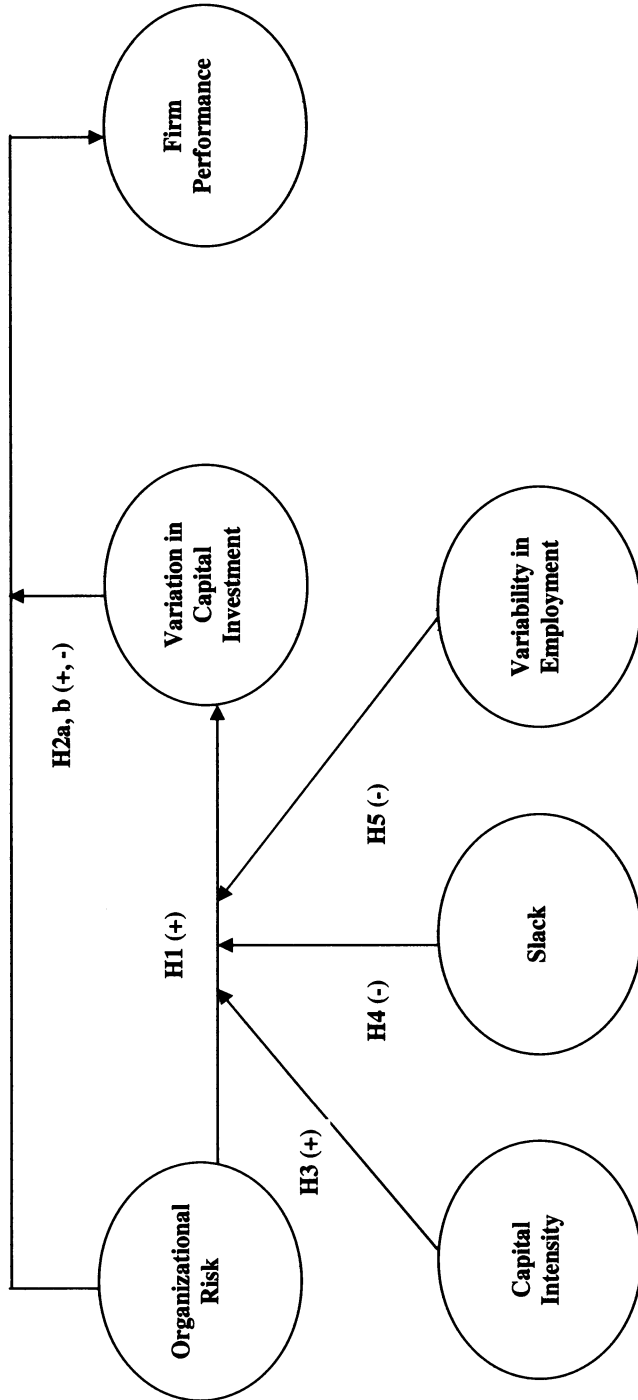 Organizational
Risk
H1 (+)
H2a, b (+, -)
Variation in
Capital
Investment
Firm
Performance
H3 (+)
H4 (-)
H5 (-)
Capital
Intensity
Slack
Variability in
Employment